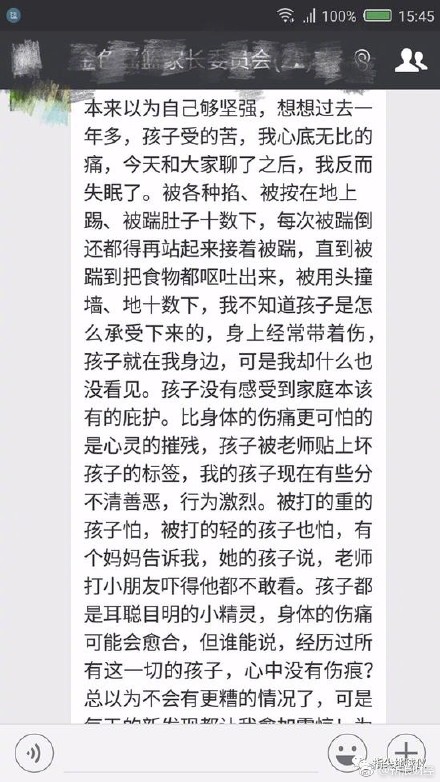 100%
15:45
家长委员会
本来以为自己够坚强，想想过去一
年多，孩子受的苦，我心底无比的
痛，今天和大家聊了之后，我反而
失眠了。被各种掐、被按在地上
踢、被踹肚子十数下，每次被踹倒
还都得再站起来接着被踹，直到被
踹到把食物都呕吐出来，被用头撞
墙、地十数下，我不知道孩子是怎
么承受下来的，身上经常带着伤，
孩子就在我身边，可是我却什么也
没看见。孩子没有感受到家庭本该
有的庇护。比身体的伤痛更可怕的
是心灵的摧残，孩子被老师贴上坏
孩子的标签，我的孩子现在有些分
不清善恶，行为激烈。被打的重的
孩子怕，被打的轻的孩子也怕，有
个妈妈告诉我，她的孩子说，老师
打小朋友吓得他都不敢看。孩子都
是耳聪目明的小精灵，身体的伤痛
可能会愈合，但谁能说，经历过所
有这一切的孩子，心中没有伤痕？
总以为不会有更糟的情况了，可是